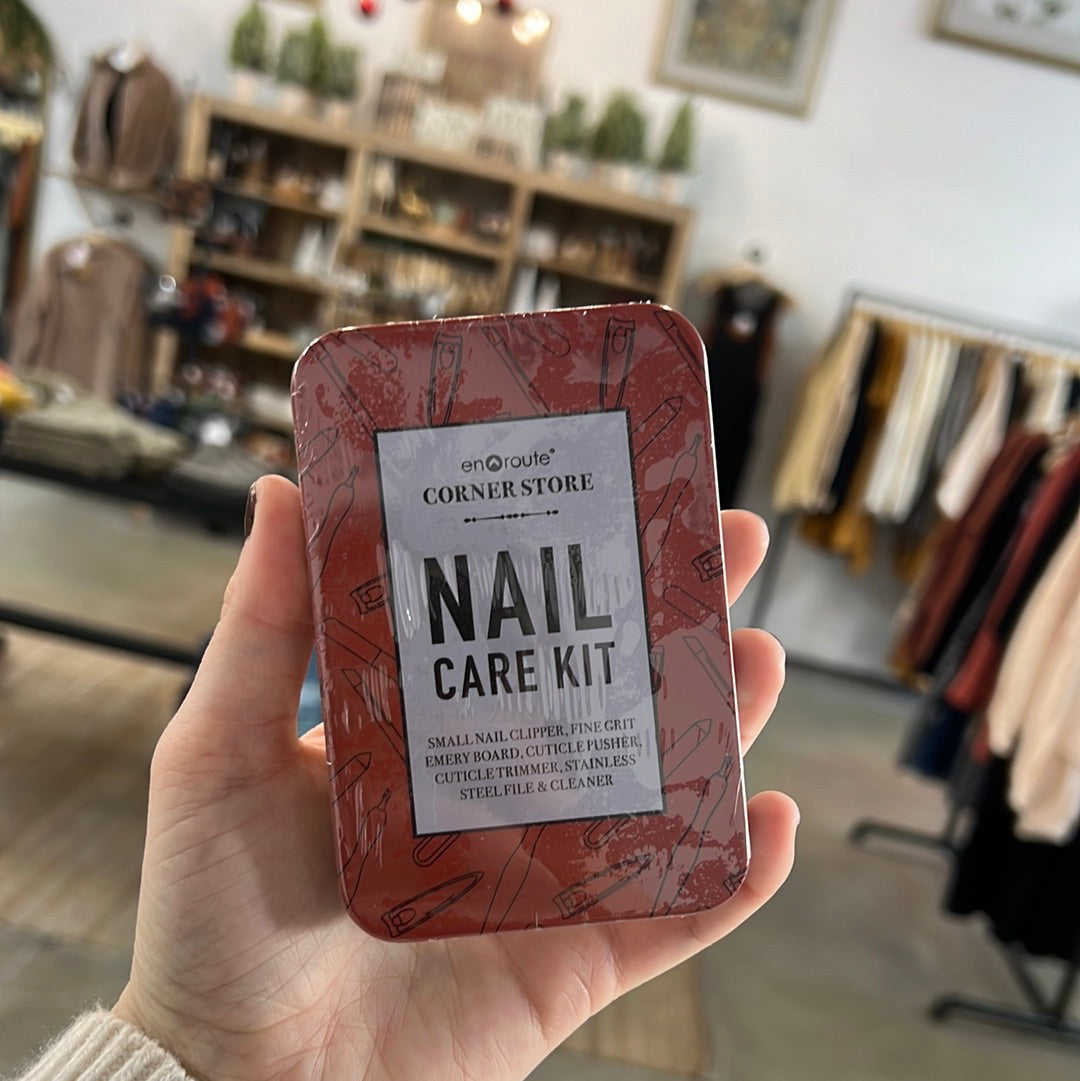 en route
CORNER STORE
NAIL
CARE KIT
SMALL NAIL CLIPPER, FINE GRIT
EMERY BOARD, CUTICLE PUSHER,
CUTICLE TRIMMER, STAINLESS
STEEL FILE & CLEANER